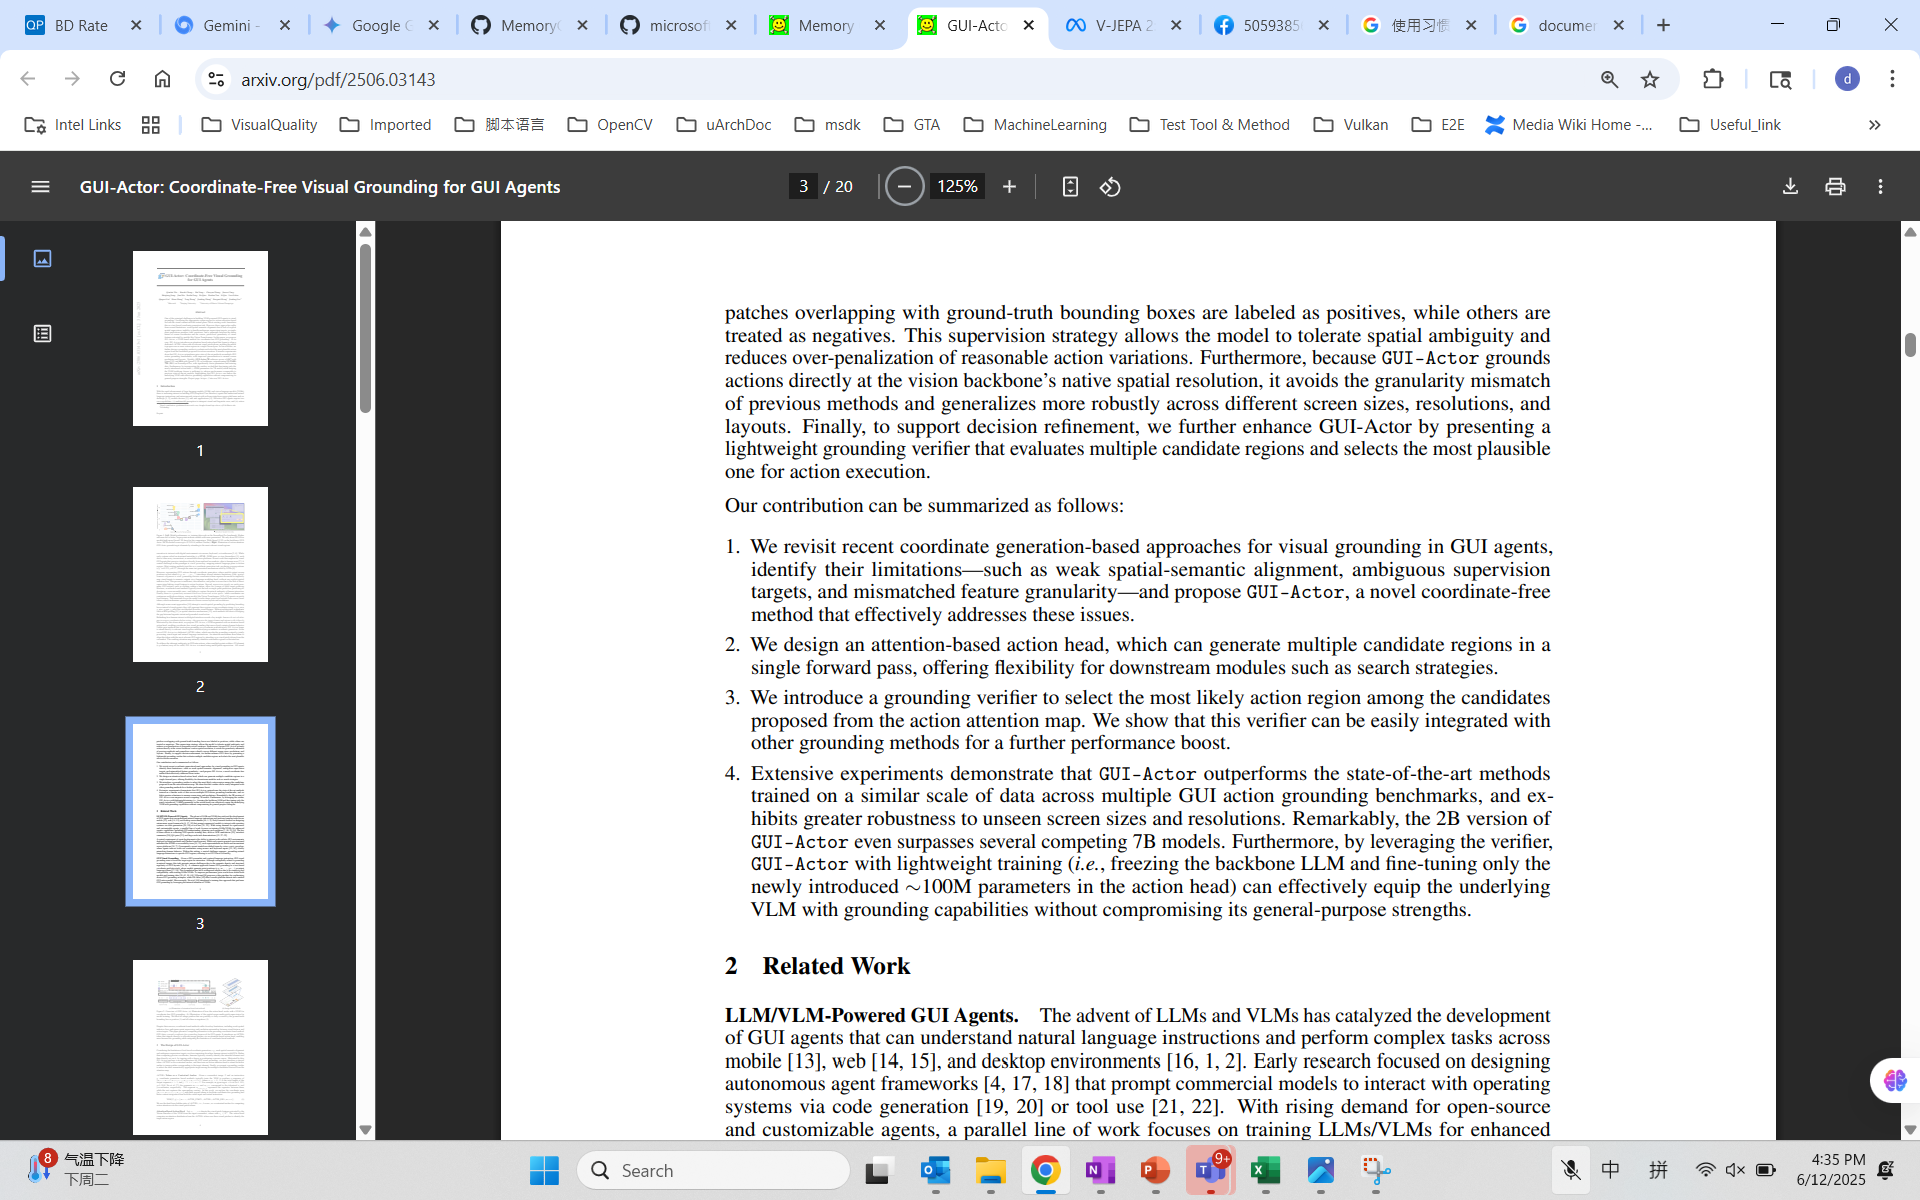 BD Rate
Gemini -
Google G
Memory
microsof
Memory
GUI-Acto
V-JEPA 2
5059385
使用习惯
documen
arxiv.org/pdf/2506.03143
d
Intel Links
VisualQuality
Imported
脚本语言
OpenCV
uArchDoc
msdk
GTA
MachineLearning
Test Tool & Method
Vulkan
E2E
Media Wiki Home -...
Useful_link
GUI-Actor: Coordinate-Free Visual Grounding for GUI Agents
3 / 20
125%
1
2
3
patches overlapping with ground-truth bounding boxes are labeled as positives, while others are
treated as negatives. This supervision strategy allows the model to tolerate spatial ambiguity and
reduces over-penalization of reasonable action variations. Furthermore, because GUI-Actor grounds
actions directly at the vision backbone's native spatial resolution, it avoids the granularity mismatch
of previous methods and generalizes more robustly across different screen sizes, resolutions, and
layouts. Finally, to support decision refinement, we further enhance GUI-Actor by presenting a
lightweight grounding verifier that evaluates multiple candidate regions and selects the most plausible
one for action execution.
Our contribution can be summarized as follows:
1. We revisit recent coordinate generation-based approaches for visual grounding in GUI agents,
identify their limitations—such as weak spatial-semantic alignment, ambiguous supervision
targets, and mismatched feature granularity—and propose GUI-Actor, a novel coordinate-free
method that effectively addresses these issues.
2. We design an attention-based action head, which can generate multiple candidate regions in a
single forward pass, offering flexibility for downstream modules such as search strategies.
3. We introduce a grounding verifier to select the most likely action region among the candidates
proposed from the action attention map. We show that this verifier can be easily integrated with
other grounding methods for a further performance boost.
4. Extensive experiments demonstrate that GUI-Actor outperforms the state-of-the-art methods
trained on a similar scale of data across multiple GUI action grounding benchmarks, and ex-
hibits greater robustness to unseen screen sizes and resolutions. Remarkably, the 2B version of
GUI-Actor even surpasses several competing 7B models. Furthermore, by leveraging the verifier,
GUI-Actor with lightweight training (i.e., freezing the backbone LLM and fine-tuning only the
newly introduced ∼100M parameters in the action head) can effectively equip the underlying
VLM with grounding capabilities without compromising its general-purpose strengths.
2 Related Work
LLM/VLM-Powered GUI Agents. The advent of LLMs and VLMs has catalyzed the development
of GUI agents that can understand natural language instructions and perform complex tasks across
mobile [13], web [14, 15], and desktop environments [16, 1, 2]. Early research focused on designing
autonomous agent frameworks [4, 17, 18] that prompt commercial models to interact with operating
systems via code generation [19, 20] or tool use [21, 22]. With rising demand for open-source
and customizable agents, a parallel line of work focuses on training LLMs/VLMs for enhanced
8
气温下降
下周二
Search
9+
中
拼
4:35 PM
6/12/2025